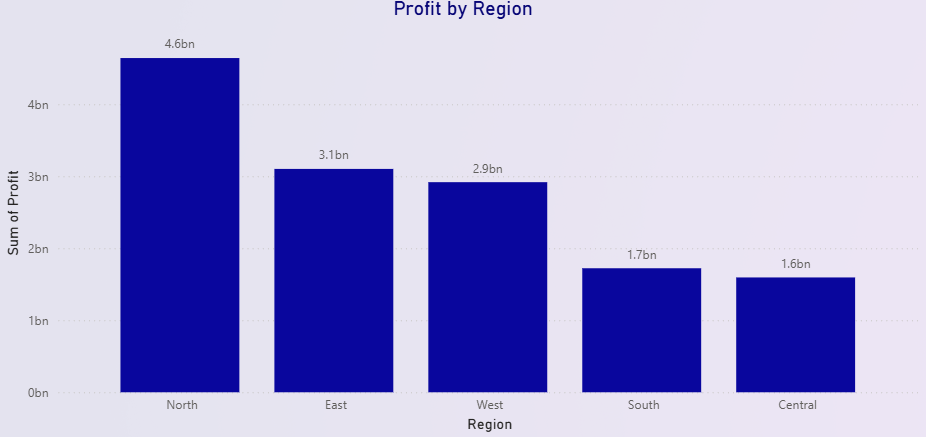 Profit by Region
4.6bn
3.1bn
2.9bn
1.7bn
1.6bn
4bn
3bn
2bn
1bn
0bn
Sum of Profit
North East West South Central
Region